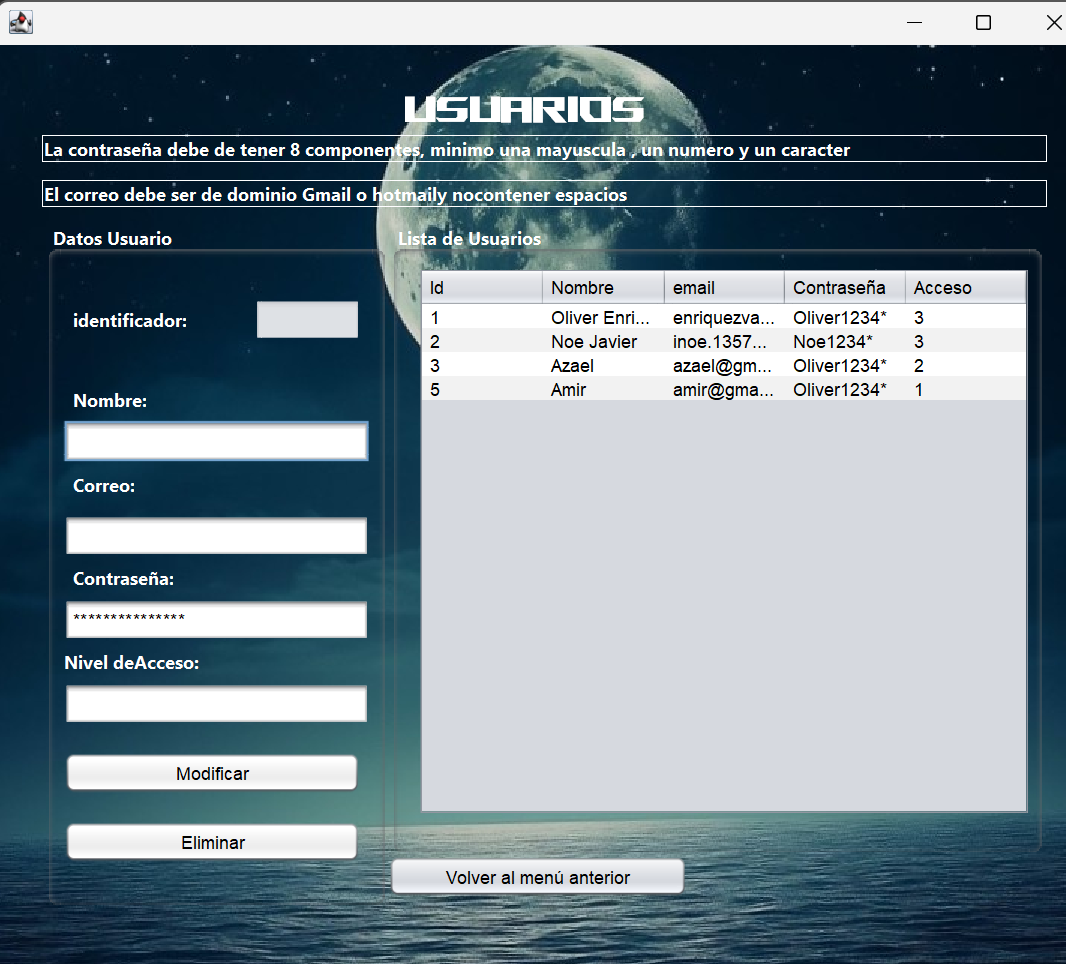 USUARIOS
La contraseña debe de tener 8 componentes, minimo una mayuscula , un numero y un caracter
El correo debe ser de dominio Gmail o hotmaily nocontener espacios
Datos Usuario
identificador:
Nombre:
Correo:
Contraseña:
***************
Nivel deAcceso:
Modificar
Eliminar
Lista de Usuarios
Id Nombre email Contraseña Acceso
1 Oliver Enri... enriquezva... Oliver1234* 3
2 Noe Javier inoe.1357... Noe1234* 3
3 Azael azael@gm... Oliver1234* 2
5 Amir amir@gma... Oliver1234* 1
Volver al menú anterior